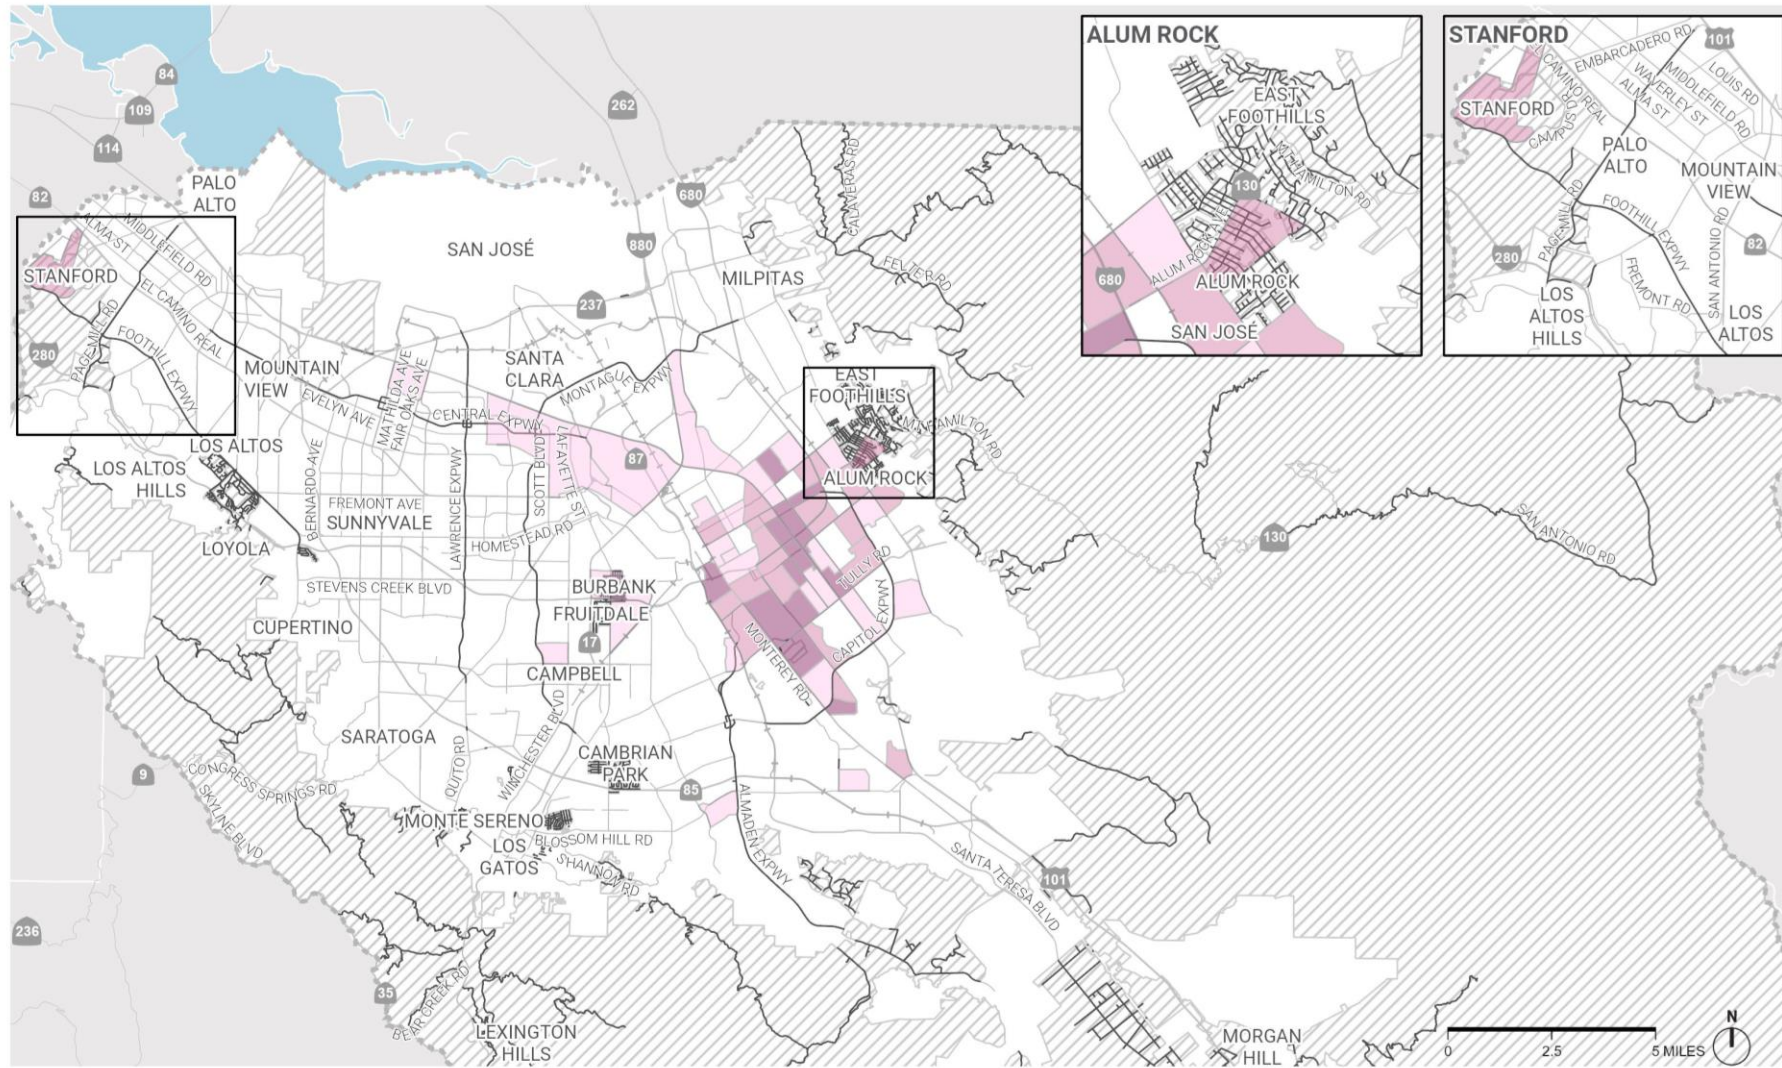 ALUM ROCK
EAST
FOOTHILLS
MT HAMILTON RD
130
ALUM ROCK AVE
680
ALUM ROCK
SAN JOSÉ
STANFORD
101
EMBARCADERO RD
EL CAMINO REAL
LOUIS RD
MIDDLEFIELD RD
WAVERLEY ST
ALMA ST
STANFORD
CAMPUS DR
PALO
ALTO
MOUNTAIN
VIEW
PAGE MILL RD
FOOTHILL EXPWY
SAN ANTONIO RD
82
280
FREMONT RD
LOS
ALTOS
HILLS
LOS
ALTOS
84
109
114
262
82
PALO
ALTO
ALMA ST
MIDDLEFIELD RD
680
880
SAN JOSÉ
CALAVERAS RD
MILPITAS
FELTER RD
237
STANFORD
EL CAMINO REAL
280
PAGE MILL RD
FOOTHILL EXPWY
MOUNTAIN
VIEW
EVELYN AVE
MATHILDA AVE
FAIR OAKS AVE
SANTA
CLARA
MONTAGUE EXPWY
CENTRAL EXPWY
EAST
FOOTHILLS
MT HAMILTON RD
ALUM ROCK
LOS ALTOS
LOS ALTOS
HILLS
BERNARDO AVE
LAWRENCE EXPWY
SCOTT BLVD
LAFAYETTE ST
87
FREMONT AVE
SUNNYVALE
HOMESTEAD RD
LOYOLA
STEVENS CREEK BLVD
BURBANK
FRUITDALE
17
CUPERTINO
CAMPBELL
TULLY RD
CAPITOL EXPWY
MONTEREY RD
130
SAN ANTONIO RD
SARATOGA
QUITO RD
WINCHESTER BLVD
CAMBRIAN
PARK
85
9
CONGRESS SPRINGS RD
SKYLINE BLVD
MONTE SERENO
BLOSSOM HILL RD
LOS
GATOS
SHANNON RD
ALMADEN EXPWY
SANTA TERESA BLVD
101
236
35
BEAR CREEK RD
LEXINGTON
HILLS
MORGAN
HILL
N
0
2.5
5 MILES